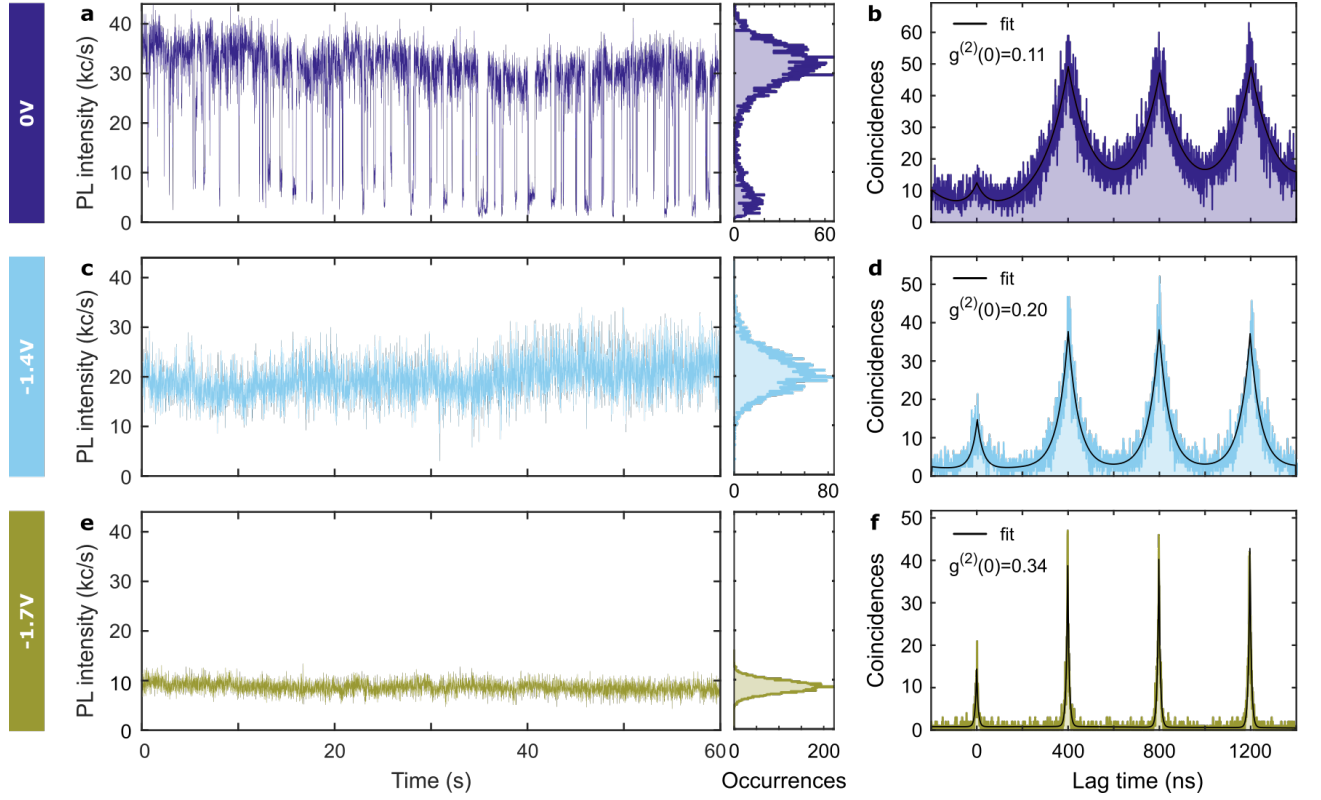 0V
a
PL intensity (kc/s)
40
30
20
10
0
0 60
b
Coincidences
60
50
40
30
20
10
0
fit
g(2)(0)=0.11
-1.4V
c
PL intensity (kc/s)
40
30
20
10
0
0 80
d
Coincidences
50
40
30
20
10
0
fit
g(2)(0)=0.20
-1.7V
e
PL intensity (kc/s)
40
30
20
10
0
0 20 40 60
Time (s)
0 200
Occurrences
f
Coincidences
50
40
30
20
10
0
fit
g(2)(0)=0.34
0 400 800 1200
Lag time (ns)